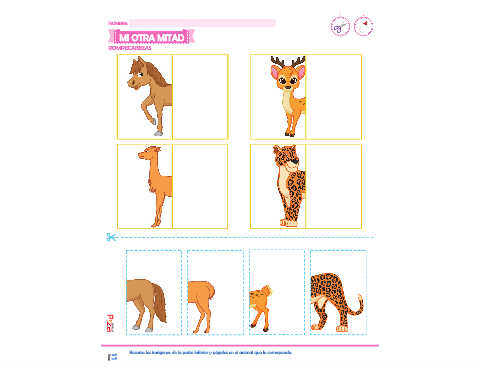 NOMBRE:
MI OTRA MITAD
ROMPECABEZAS
Recorta las imágenes de la parte inferior y pégalas en el animal que le corresponda.